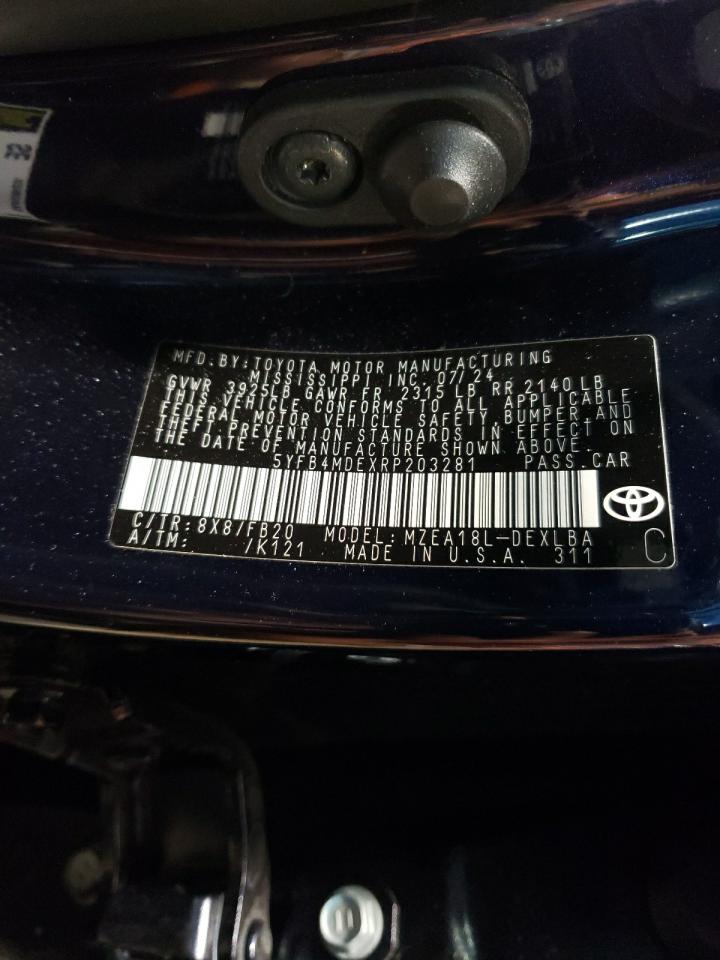 MFD. BY: TOYOTA MOTOR MANUFACTURING
MISSISSIPPI INC. 07/24
GVWR 3925LB GAWR FR. 2315 LB RR 2140 LB
THIS VEHICLE CONFORMS TO ALL APPLICABLE
FEDERAL MOTOR VEHICLE SAFETY, BUMPER AND
THEFT PREVENTION STANDARDS IN EFFECT ON
THE DATE OF MANUFACTURE SHOWN ABOVE.
5YFB4MDEXRP203281 PASS.CAR
C/TR: 8X8/FB20 MODEL: MZEA18L-DEXLBA
A/TM: /K121 MADE IN U.S.A. 311 C